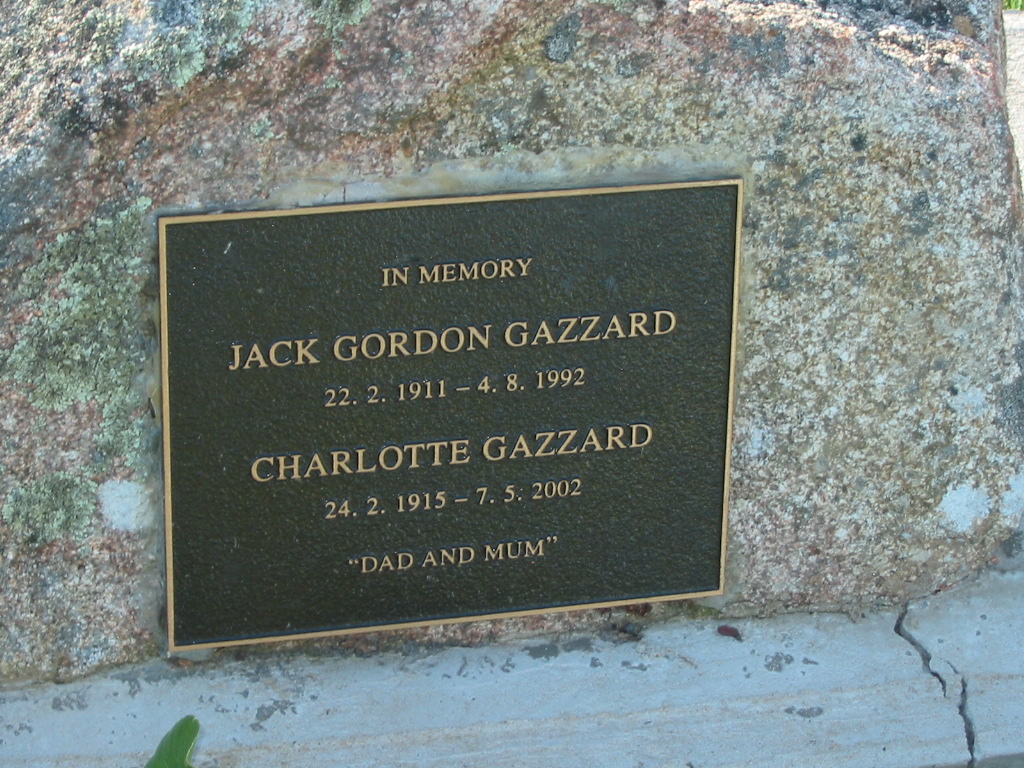 IN MEMORY
JACK GORDON GAZZARD
22. 2. 1911 – 4. 8. 1992
CHARLOTTE GAZZARD
24. 2. 1915 – 7. 5. 2002
“DAD AND MUM”